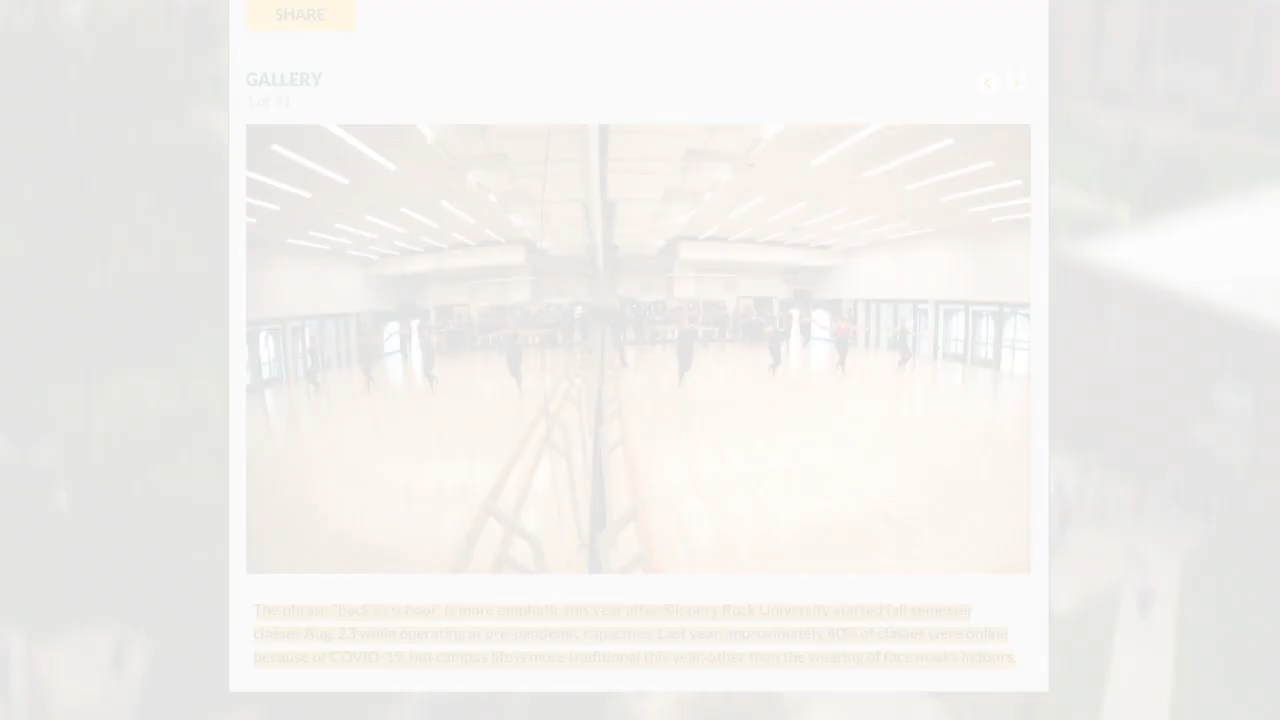 SHARE
GALLERY
The phrase "back to school" is more emphatic this year after Slippery Rock University started fall semester
classes Aug. 23 while operating at pre-pandemic capacities. Last year, approximately 80% of classes were online
because of COVID-19, but campus life is more traditional this year, other than the wearing of face masks indoors.